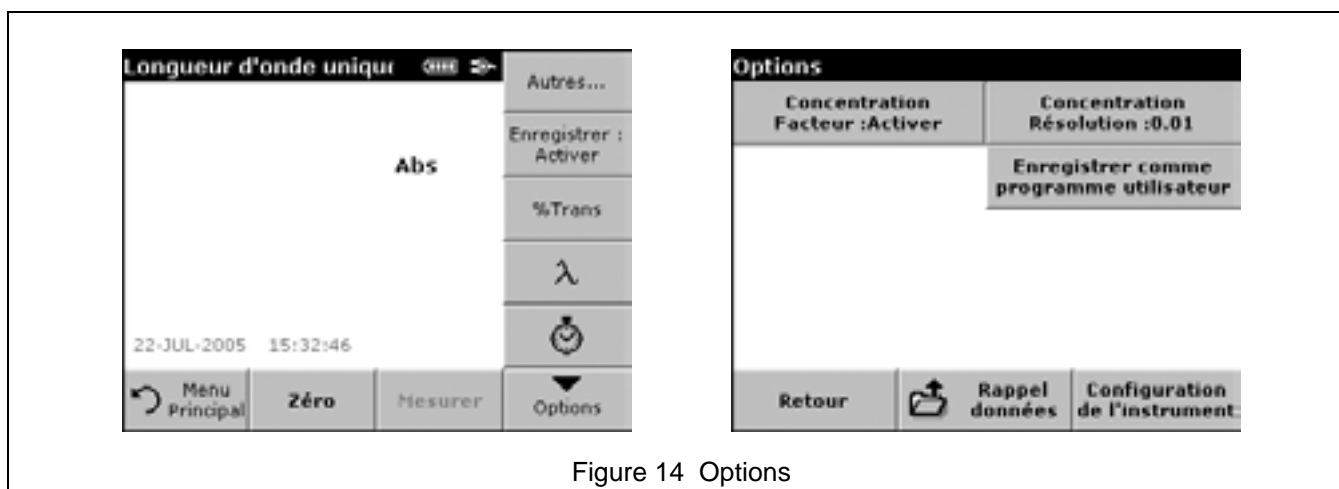 Longueur d'onde uniqu
Autres...
Enregistrer :
Activer
Abs
%Trans
λ
22-JUL-2005 15:32:46
Menu
Principal
Zéro
Mesurer
Options
Options
Concentration
Facteur :Activer
Concentration
Résolution :0.01
Enregistrer comme
programme utilisateur
Retour
Rappel
données
Configuration
de l'instrument
Figure 14 Options